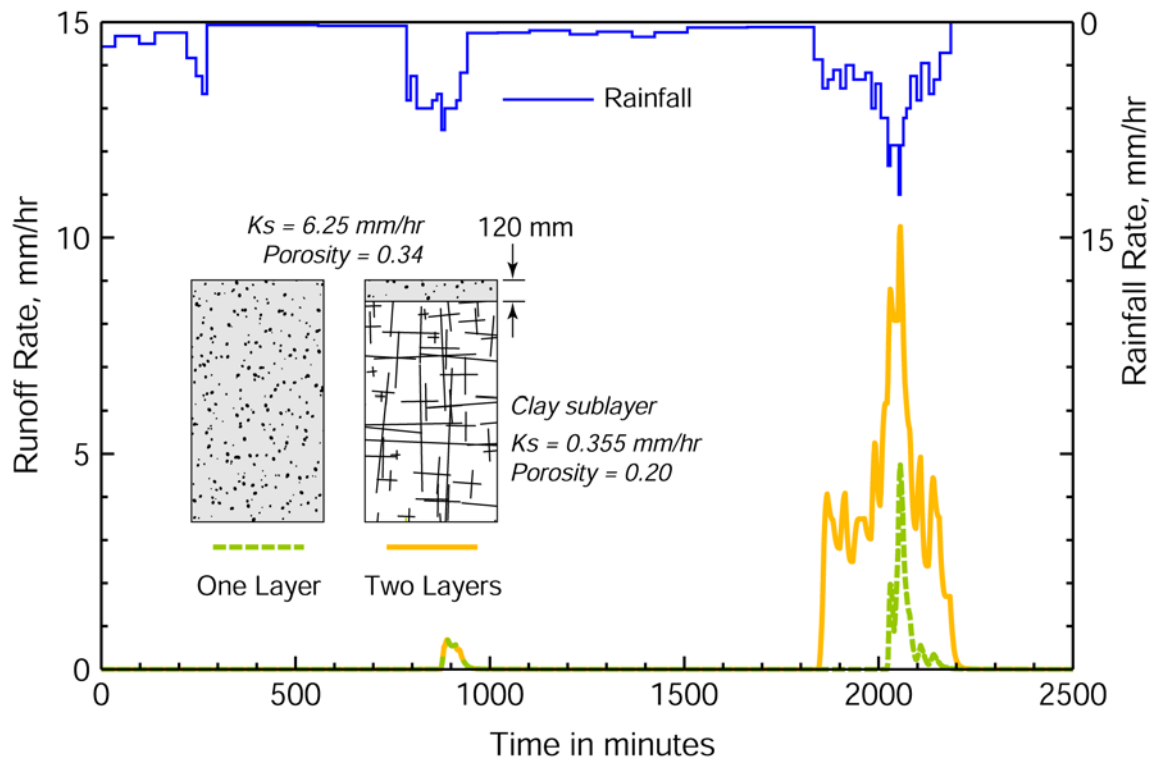 15
10
5
0
Runoff Rate, mm/hr
0
15
Rainfall Rate, mm/hr
Rainfall
Ks = 6.25 mm/hr
Porosity = 0.34
120 mm
Clay sublayer
Ks = 0.355 mm/hr
Porosity = 0.20
One Layer
Two Layers
0
500
1000
1500
2000
2500
Time in minutes